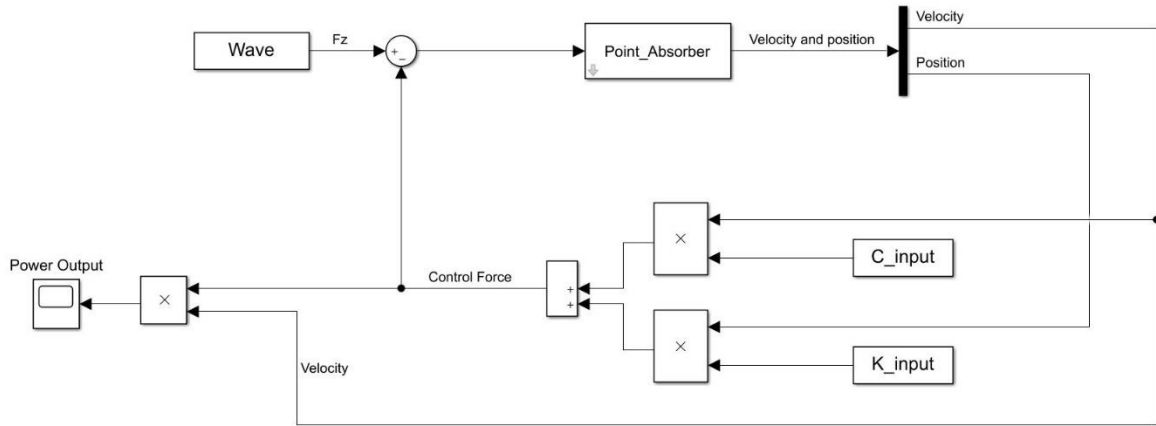 Wave
Fz
+
−
Point_Absorber
Velocity and position
Velocity
Position
×
C_input
Power Output
×
Control Force
+
+
×
K_input
Velocity